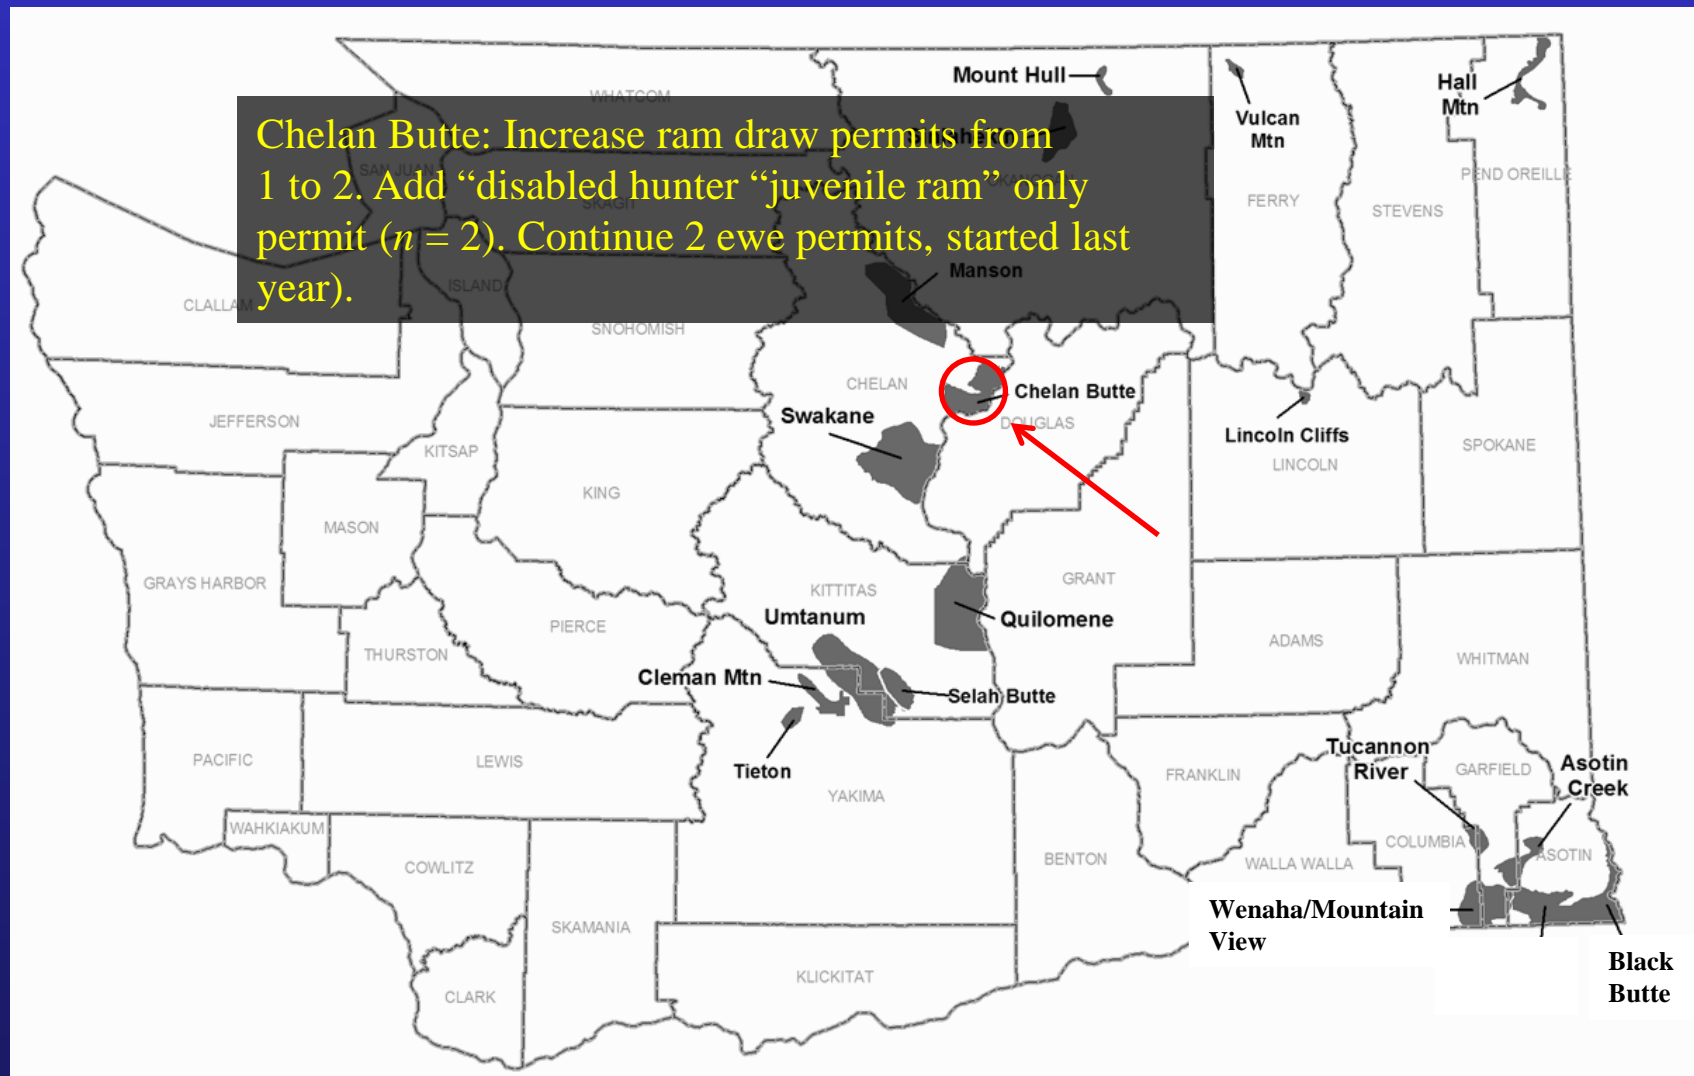 Mount Hull
Hall
Mtn
Vulcan
Mtn
WHATCOM
Chelan Butte: Increase ram draw permits from
1 to 2. Add “disabled hunter “juvenile ram” only
permit (n = 2). Continue 2 ewe permits, started last
year).
SAN JUAN
SKAGIT
OKANOGAN
FERRY
STEVENS
PEND OREILLE
Manson
ISLAND
CLALLAM
SNOHOMISH
CHELAN
Chelan Butte
DOUGLAS
Swakane
JEFFERSON
KITSAP
Lincoln Cliffs
LINCOLN
SPOKANE
KING
MASON
GRAYS HARBOR
KITTITAS
GRANT
Umtanum
Quilomene
PIERCE
THURSTON
ADAMS
WHITMAN
Cleman Mtn
Selah Butte
Tieton
PACIFIC
LEWIS
YAKIMA
FRANKLIN
Tucannon
River
GARFIELD
Asotin
Creek
WAHKIAKUM
COWLITZ
BENTON
WALLA WALLA
COLUMBIA
ASOTIN
SKAMANIA
Wenaha/Mountain
View
KLICKITAT
CLARK
Black
Butte